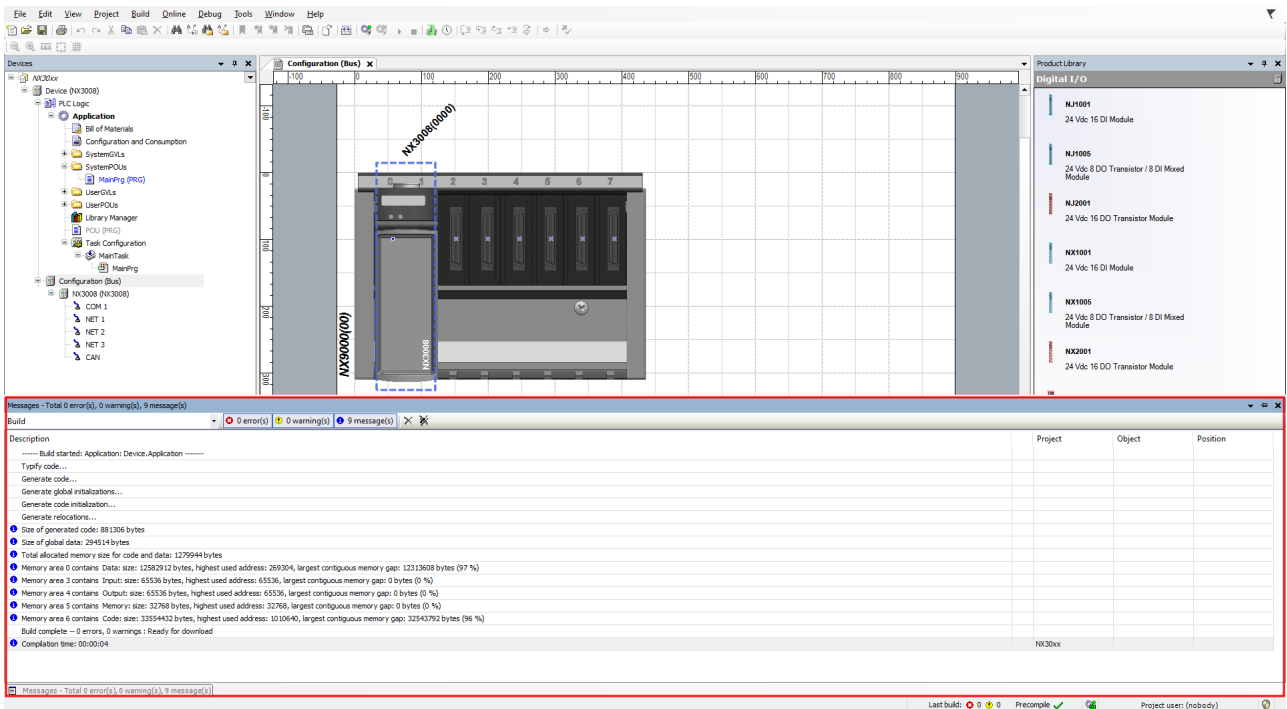 File Edit View Project Build Online Debug Tools Window Help
Devices
NX30xx
Device (NX3008)
PLC Logic
Application
Bill of Materials
Configuration and Consumption
SystemGVLs
SystemPOUs
MainPrg (PRG)
UserGVLs
UserPOUs
Library Manager
POU (PRG)
Task Configuration
MainTask
MainPrg
Configuration (Bus)
NX3008 (NX3008)
COM 1
NET 1
NET 2
NET 3
CAN
Configuration (Bus)
-100 0 100 200 300 400 500 600 700 800 900
-100
0
100
200
300
NX3008(0000)
0 1 2 3 4 5 6 7
NX3008
NX9000(00)
Product Library
Digital I/O
NJ1001
24 Vdc 16 DI Module
NJ1005
24 Vdc 8 DO Transistor / 8 DI Mixed
Module
NJ2001
24 Vdc 16 DO Transistor Module
NX1001
24 Vdc 16 DI Module
NX1005
24 Vdc 8 DO Transistor / 8 DI Mixed
Module
NX2001
24 Vdc 16 DO Transistor Module
Messages - Total 0 error(s), 0 warning(s), 9 message(s)
Build 0 error(s) 0 warning(s) 9 message(s)
Description Project Object Position
------ Build started: Application: Device.Application -------
Typify code...
Generate code...
Generate global initializations...
Generate code initialization...
Generate relocations...
Size of generated code: 881306 bytes
Size of global data: 294514 bytes
Total allocated memory size for code and data: 1279944 bytes
Memory area 0 contains Data: size: 12582912 bytes, highest used address: 269304, largest contiguous memory gap: 12313608 bytes (97 %)
Memory area 3 contains Input: size: 65536 bytes, highest used address: 65536, largest contiguous memory gap: 0 bytes (0 %)
Memory area 4 contains Output: size: 65536 bytes, highest used address: 65536, largest contiguous memory gap: 0 bytes (0 %)
Memory area 5 contains Memory: size: 32768 bytes, highest used address: 32768, largest contiguous memory gap: 0 bytes (0 %)
Memory area 6 contains Code: size: 33554432 bytes, highest used address: 1010640, largest contiguous memory gap: 32543792 bytes (96 %)
Build complete -- 0 errors, 0 warnings : Ready for download
Compilation time: 00:00:04 NX30xx
Messages - Total 0 error(s), 0 warning(s), 9 message(s)
Last build: 0 0 Precompile Project user: (nobody)